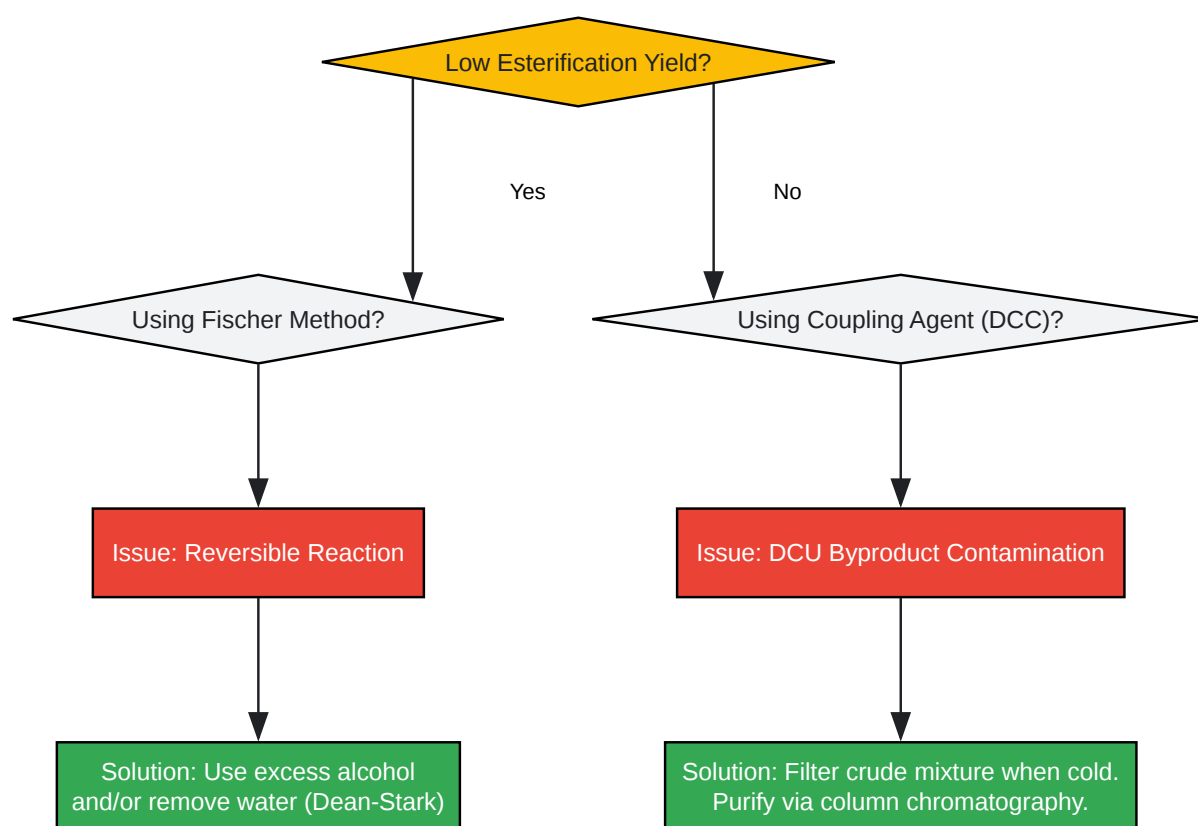 Low Esterification Yield?
Yes
No
Using Fischer Method?
Using Coupling Agent (DCC)?
Issue: Reversible Reaction
Issue: DCU Byproduct Contamination
Solution: Use excess alcohol
and/or remove water (Dean-Stark)
Solution: Filter crude mixture when cold.
Purify via column chromatography.